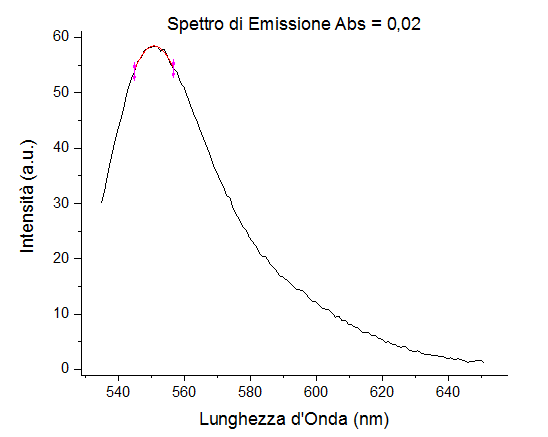 Spettro di Emissione Abs = 0,02
Intensità (a.u.)
60
50
40
30
20
10
0
540 560 580 600 620 640
Lunghezza d'Onda (nm)